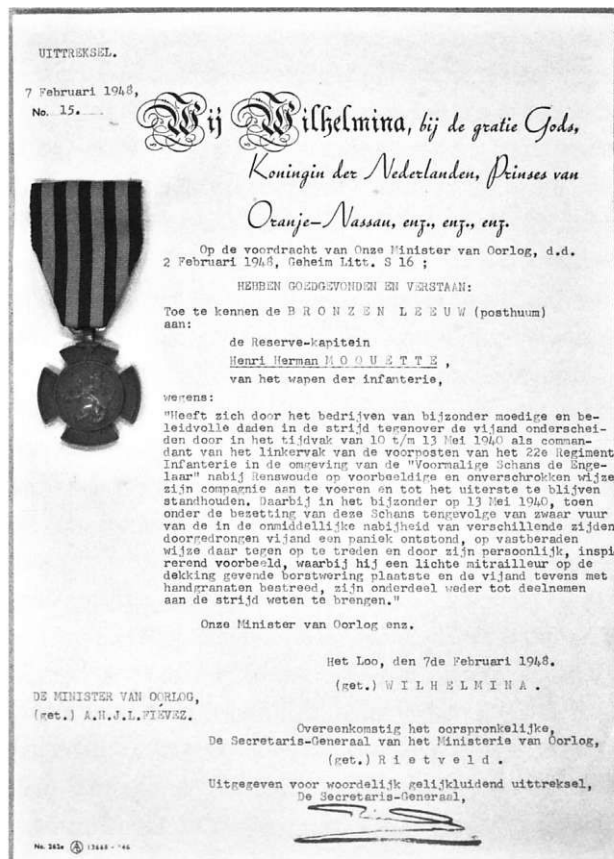 UITTREKSEL.
7 Februari 1948,
No. 15.
Wij Wilhelmina, bij de gratie Gods,
Koningin der Nederlanden, Prinses van
Oranje-Nassau, enz., enz., enz.
Op de voordracht van Onze Minister van Oorlog, d.d.
2 Februari 1948, Geheim Litt. S 16 ;
HEBBEN GOEDGEVONDEN EN VERSTAAN:
Toe te kennen de B R O N Z E N L E E U W (posthuum)
aan:
de Reserve-kapitein
Henri Herman M O Q U E T T E ,
van het wapen der infanterie,
wegens:
"Heeft zich door het bedrijven van bijzonder moedige en be-
leidvolle daden in de strijd tegenover de vijand onderschei-
den door in het tijdvak van 10 t/m 13 Mei 1940 als comman-
dant van het linkervak van de voorposten van het 22e Regiment
Infanterie in de omgeving van de "Voormalige Schans de Enge-
laar" nabij Renswoude op voorbeeldige en onverschrokken wijze
zijn compagnie aan te voeren en tot het uiterste te blijven
standhouden, Daarbij in het bijzonder op 13 Mei 1940, toen
onder de bezetting van deze Schans tengevolge van zwaar vuur
van de in de onmiddellijke nabijheid van verschillende zijden
doorgedrongen vijand een paniek ontstond, op vastberaden
wijze daar tegen op te treden en door zijn persoonlijk, inspi
rerend voorbeeld, waarbij hij een lichte mitrailleur op de
dekking gevende borstwering plaatste en de vijand tevens met
handgranaten bestreed, zijn onderdeel weder tot deelnemen
aan de strijd weten te brengen."
Onze Minister van Oorlog enz.
Het Loo, den 7de Februari 1948.
(get.) W I L H E L M I N A .
DE MINISTER VAN OORLOG,
(get.) A.H.J.L.FIEVEZ.
Overeenkomstig het oorspronkelijke,
De Secretaris-Generaal van het Ministerie van Oorlog,
(get.) R i e t v e l d .
Uitgegeven voor woordelijk gelijkluidend uittreksel,
De Secretaris-Generaal,
No. 262a 13668 - '46